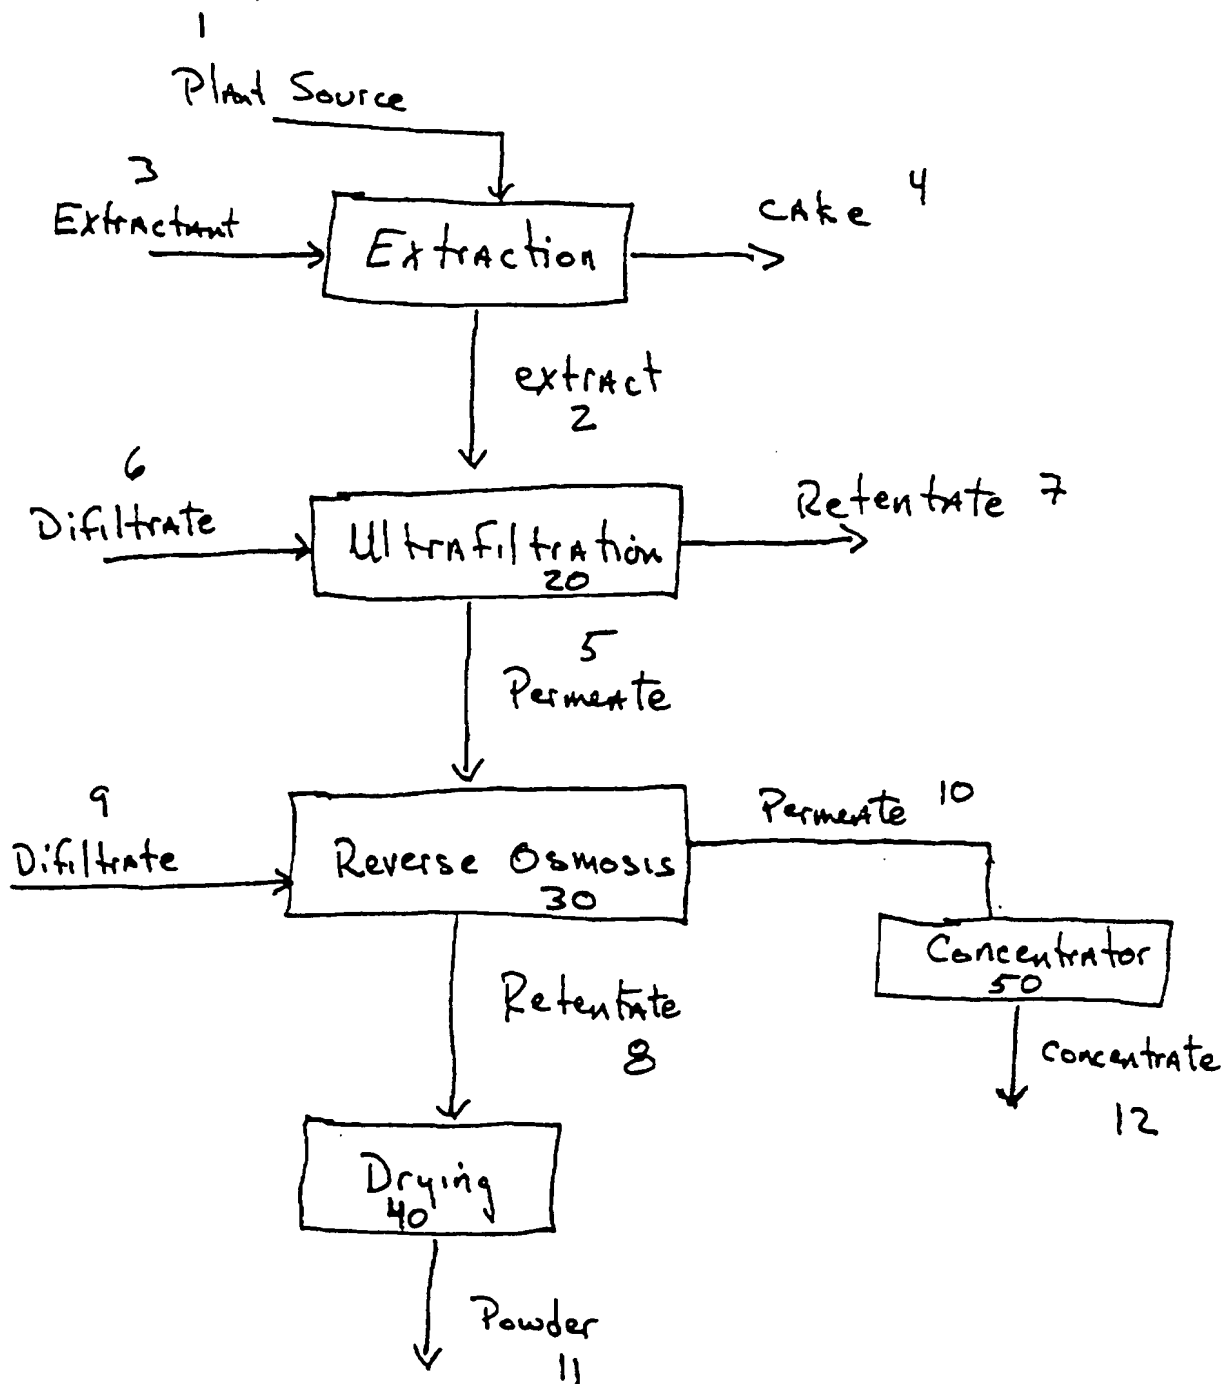 1
Plant Source
3
Extractant
Extraction
Cake 4
extract
2
6
Difiltrate
Ultrafiltration
20
Retentate 7
5
Permeate
9
Difiltrate
Reverse Osmosis
30
Permeate 10
Concentrator
50
Retentate
8
Concentrate
12
Drying
40
Powder
11